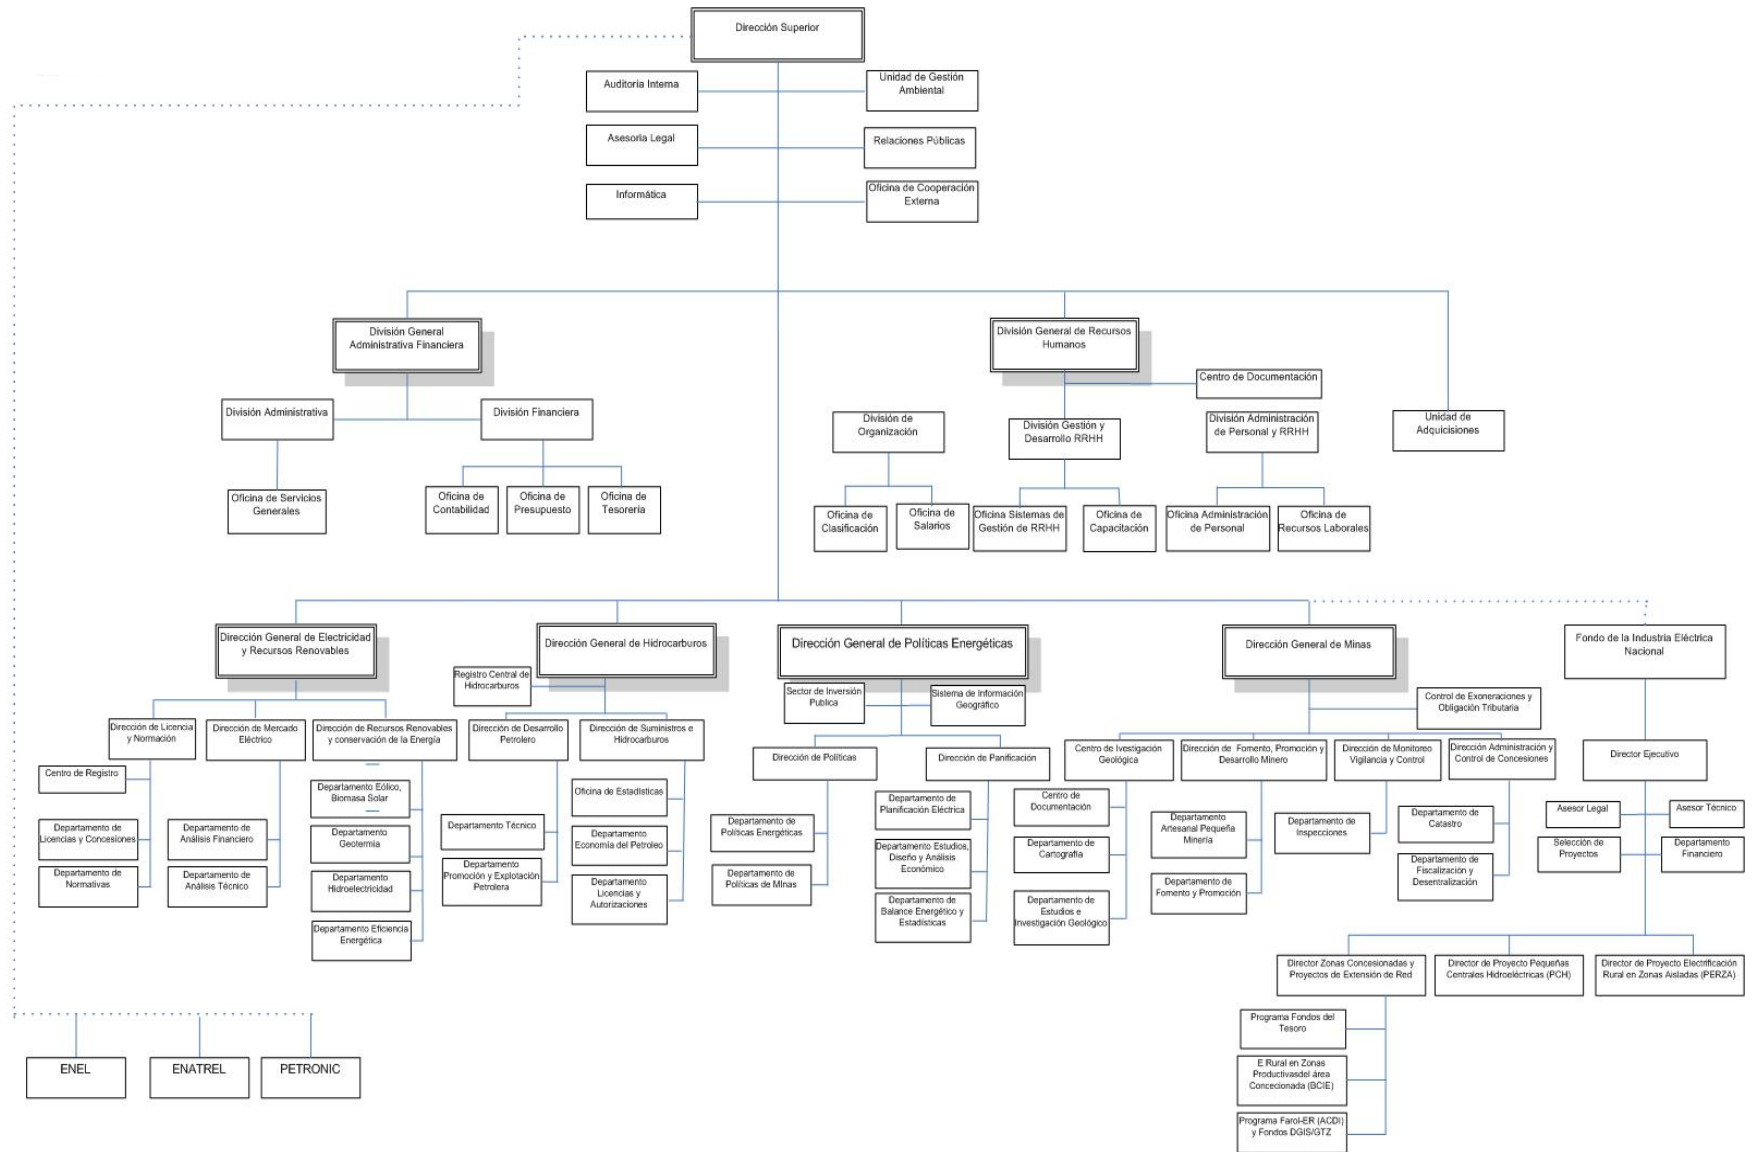 Dirección Superior
Auditoría Interna
Unidad de Gestión
Ambiental
Asesoria Legal
Relaciones Públicas
Informática
Oficina de Cooperación
Externa
División General
Administrativa Financiera
División General de Recursos
Humanos
Centro de Documentación
División Administrativa
División Financiera
División de
Organización
División Gestión y
Desarrollo RRHH
División Administración
de Personal y RRHH
Unidad de
Adquicisiones
Oficina de Servicios
Generales
Oficina de
Contabilidad
Oficina de
Presupuesto
Oficina de
Tesorería
Oficina de
Clasificación
Oficina de
Salarios
Oficina Sistemas de
Gestión de RRHH
Oficina de
Capacitación
Oficina Administración
de Personal
Oficina de
Recursos Laborales
Dirección General de Electricidad
y Recursos Renovables
Dirección General de Hidrocarburos
Dirección General de Políticas Energéticas
Dirección General de Minas
Fondo de la Industria Eléctrica
Nacional
Registro Central de
Hidrocarburos
Sector de Inversión
Publica
Sistema de Información
Geográfico
Control de Exoneraciones y
Obligación Tributaria
Dirección de Licencia
y Normación
Dirección de Mercado
Eléctrico
Dirección de Recursos Renovables
y conservación de la Energía
Dirección de Desarrollo
Petrolero
Dirección de Suministros e
Hidrocarburos
Dirección de Políticas
Dirección de Panificación
Centro de Ivestigación
Geológica
Dirección de Fomento, Promoción y
Desarrollo Minero
Dirección de Monitoreo
Vigilancia y Control
Dirección Administración y
Control de Concesiones
Director Ejecutivo
Centro de Registro
Departamento de
Licencias y Concesiones
Departamento de
Normativas
Departamento de
Análisis Financiero
Departamento de
Análisis Técnico
Departamento Eólico,
Biomasa Solar
Departamento
Geotermia
Departamento
Hidroelectricidad
Departamento Eficiencia
Energética
Departamento Técnico
Departamento
Promoción y Explotación
Petrolera
Oficina de Estadísticas
Departamento
Economía del Petroleo
Departamento
Licencias y
Autorizaciones
Departamento de
Políticas Energéticas
Departamento de
Políticas de MInas
Departamento de
Planificación Eléctrica
Departamento Estudios,
Diseño y Análisis
Económico
Departamento de
Balance Energético y
Estadísticas
Centro de
Documentación
Departamento de
Cartografía
Departamento de
Estudios e
Investigación Geológico
Departamento
Artesanal Pequeña
Minería
Departamento de
Fomento y Promoción
Departamento de
Inspecciones
Departamento de
Catastro
Departamento de
Fiscalización y
Desentralización
Asesor Legal
Asesor Técnico
Selección de
Proyectos
Departamento
Financiero
Director Zonas Concesionadas y
Proyectos de Extensión de Red
Director de Proyecto Pequeñas
Centrales Hidroeléctricas (PCH)
Director de Proyecto Electrificación
Rural en Zonas Aisladas (PERZA)
Programa Fondos del
Tesoro
E Rural en Zonas
Productivasdel área
Concecionada (BCIE)
Programa Farol-ER (ACDI)
y Fondos DGIS/GTZ
ENEL
ENATREL
PETRONIC